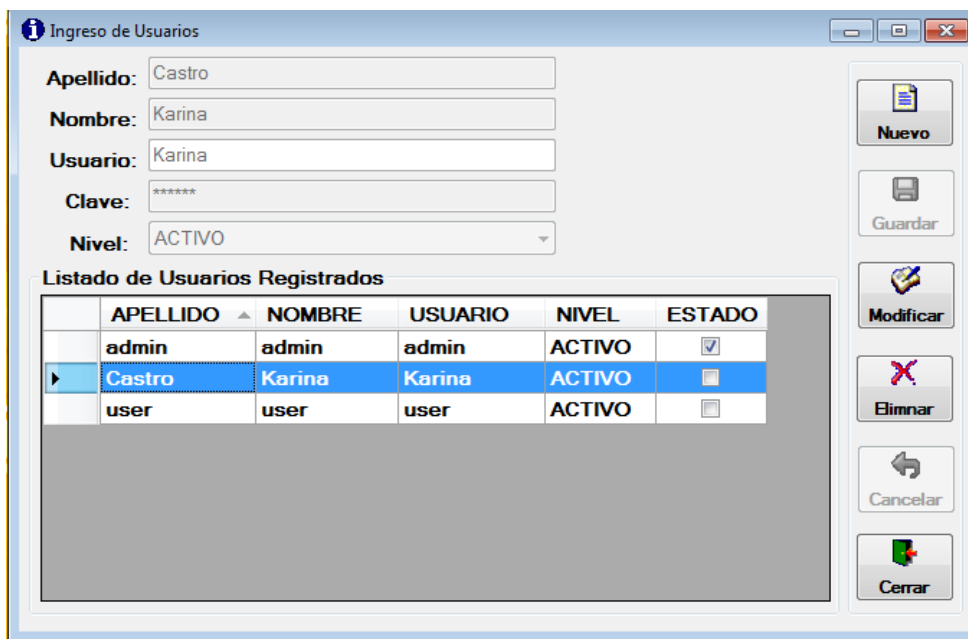 Ingreso de Usuarios
Apellido: Castro
Nombre: Karina
Usuario: Karina
Clave: ******
Nivel: ACTIVO
Listado de Usuarios Registrados
APELLIDO NOMBRE USUARIO NIVEL ESTADO
admin admin admin ACTIVO
Castro Karina Karina ACTIVO
user user user ACTIVO
Nuevo
Guardar
Modificar
Elimnar
Cancelar
Cerrar